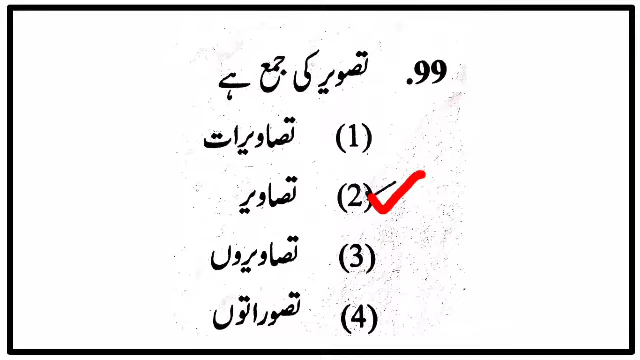 99. تصویر کی جمع ہے
(1) تصاویرات
(2) تصاویر
(3) تصاویروں
(4) تصوراتوں